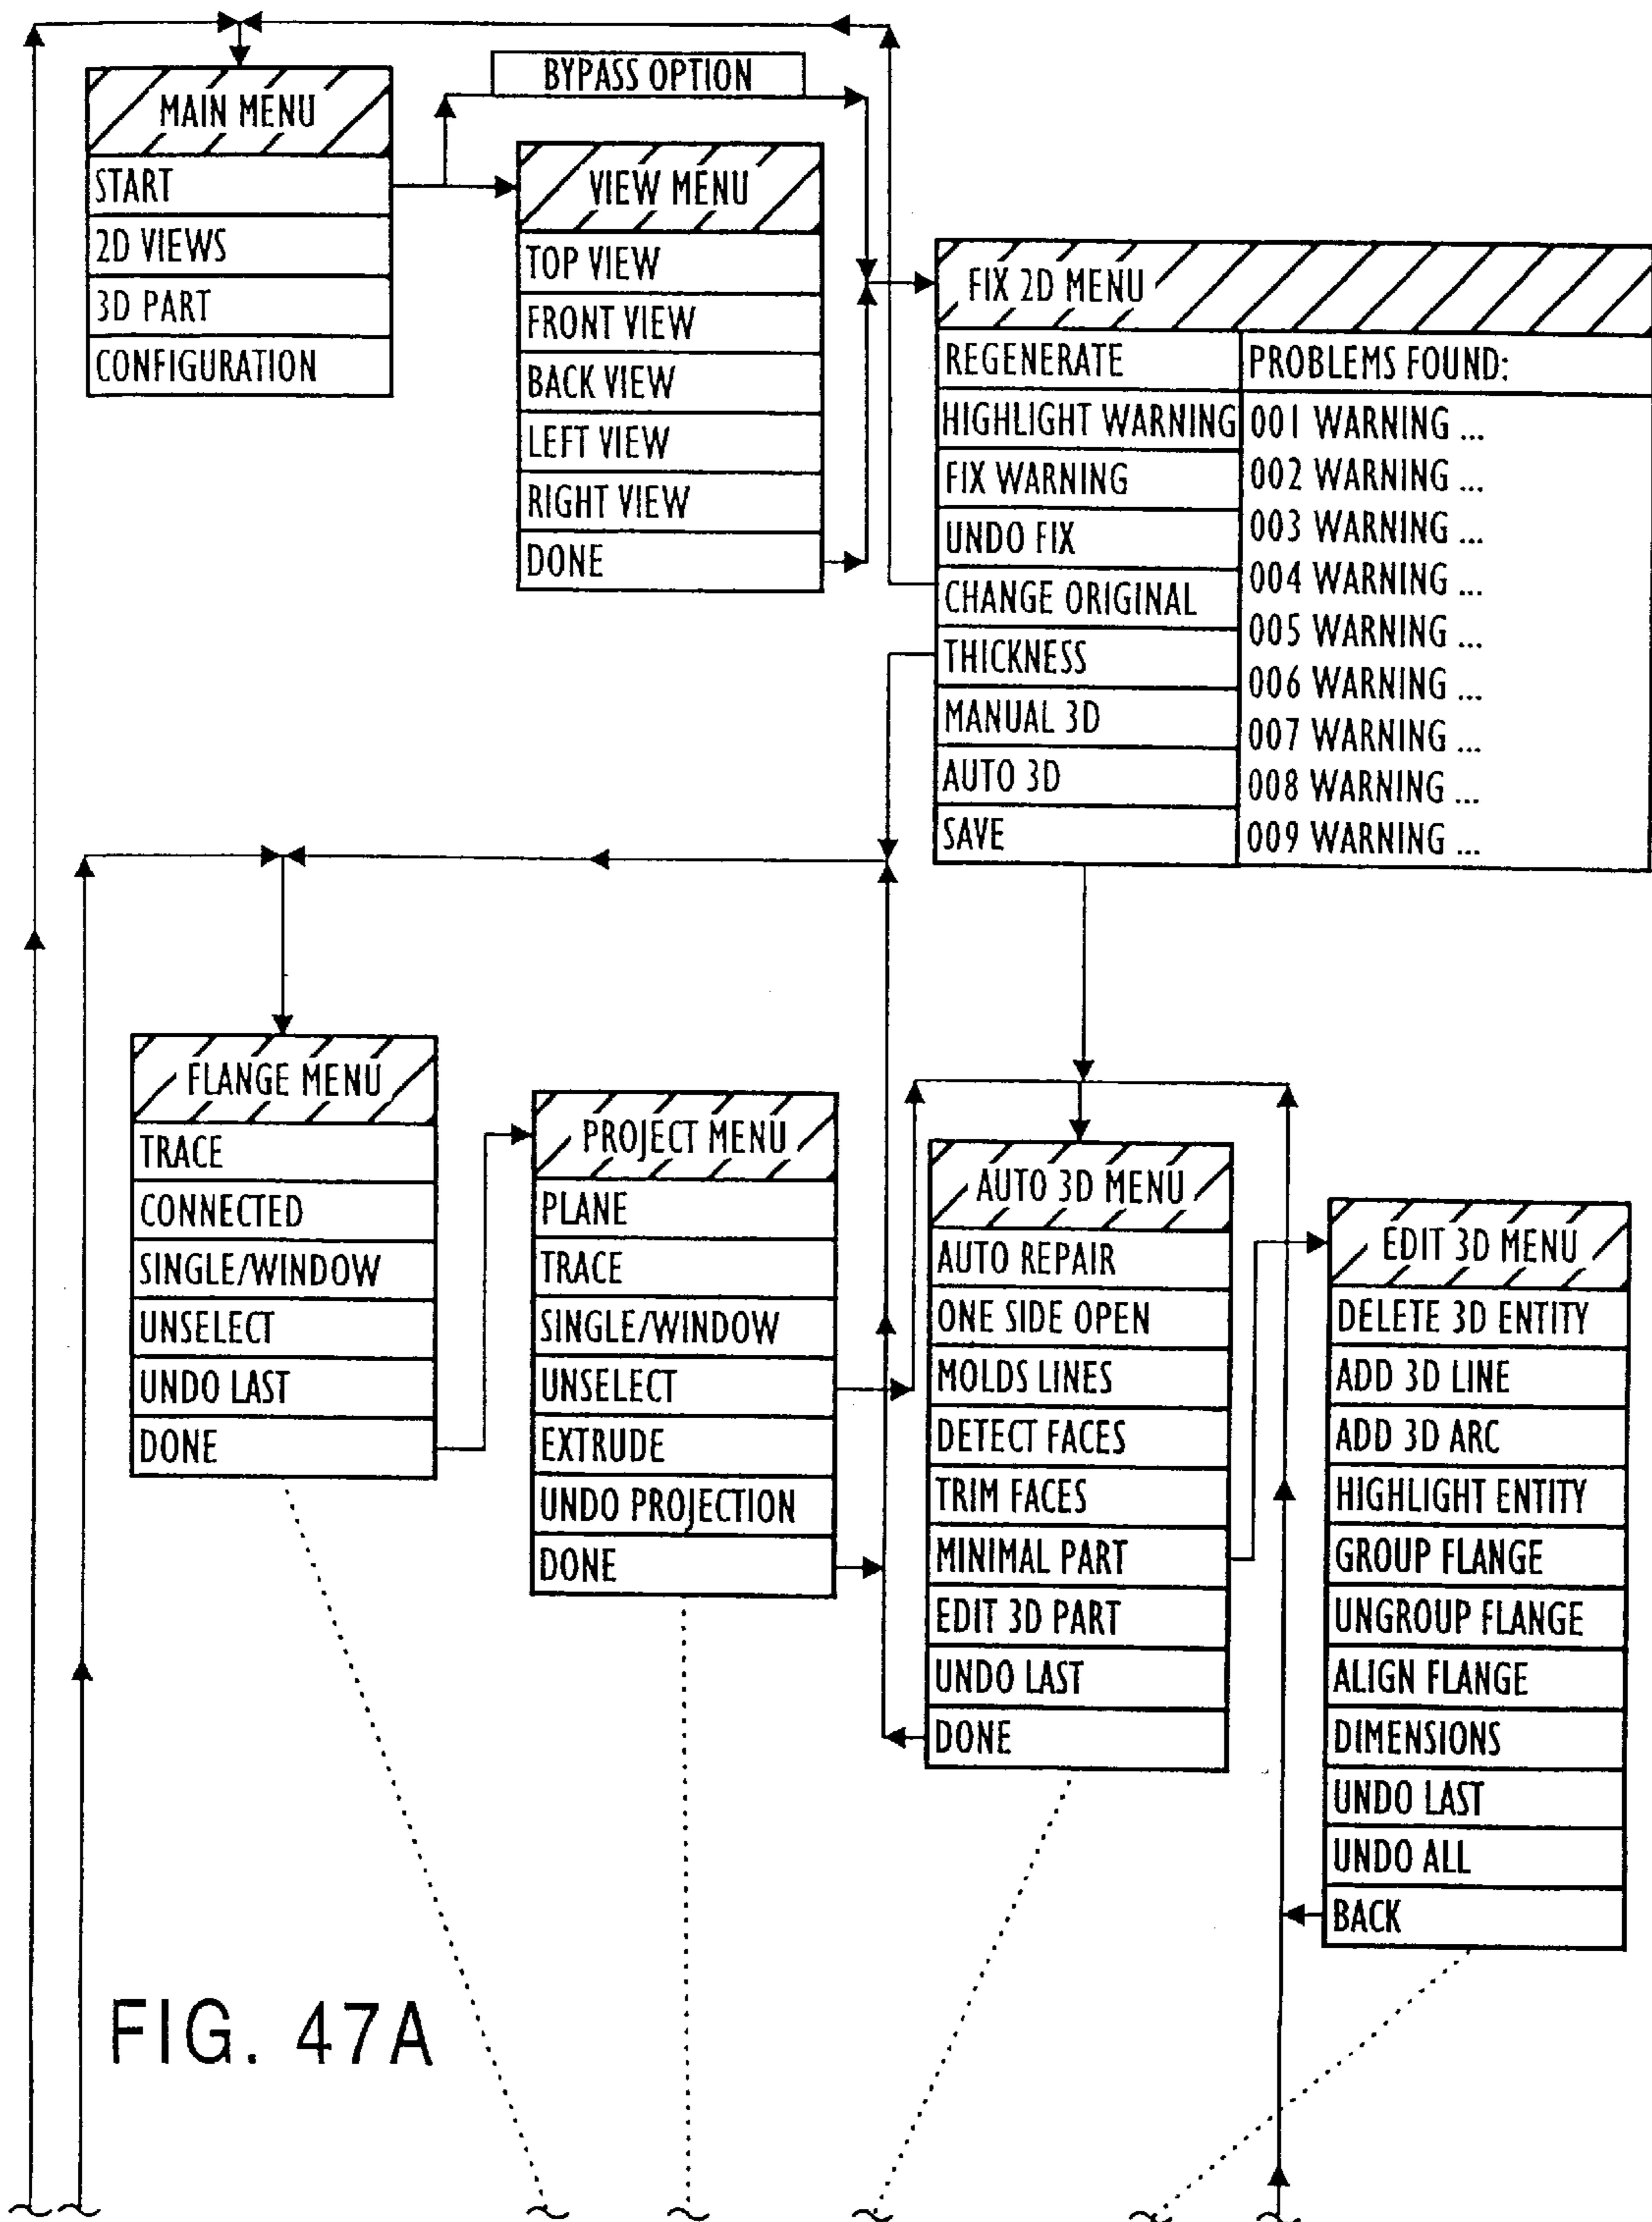 BYPASS OPTION
MAIN MENU
START
2D VIEWS
3D PART
CONFIGURATION
VIEW MENU
TOP VIEW
FRONT VIEW
BACK VIEW
LEFT VIEW
RIGHT VIEW
DONE
FIX 2D MENU
REGENERATE
HIGHLIGHT WARNING
FIX WARNING
UNDO FIX
CHANGE ORIGINAL
THICKNESS
MANUAL 3D
AUTO 3D
SAVE
PROBLEMS FOUND:
001 WARNING ...
002 WARNING ...
003 WARNING ...
004 WARNING ...
005 WARNING ...
006 WARNING ...
007 WARNING ...
008 WARNING ...
009 WARNING ...
FLANGE MENU
TRACE
CONNECTED
SINGLE/WINDOW
UNSELECT
UNDO LAST
DONE
PROJECT MENU
PLANE
TRACE
SINGLE/WINDOW
UNSELECT
EXTRUDE
UNDO PROJECTION
DONE
AUTO 3D MENU
AUTO REPAIR
ONE SIDE OPEN
MOLDS LINES
DETECT FACES
TRIM FACES
MINIMAL PART
EDIT 3D PART
UNDO LAST
DONE
EDIT 3D MENU
DELETE 3D ENTITY
ADD 3D LINE
ADD 3D ARC
HIGHLIGHT ENTITY
GROUP FLANGE
UNGROUP FLANGE
ALIGN FLANGE
DIMENSIONS
UNDO LAST
UNDO ALL
BACK
FIG. 47A